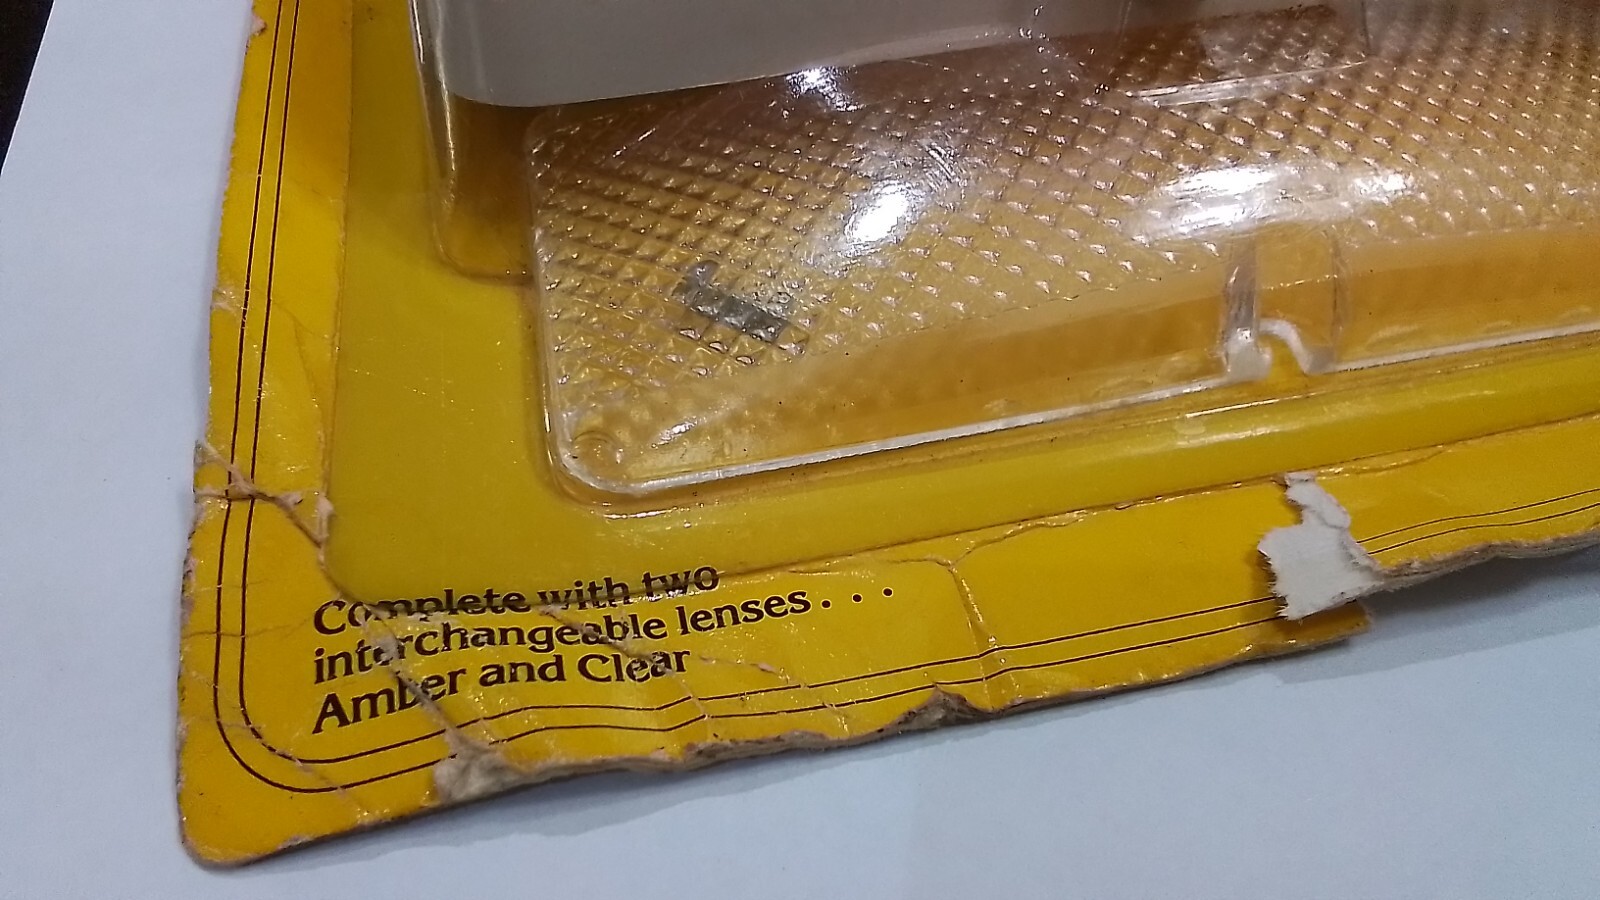 Complete with two
interchangeable lenses...
Amber and Clear